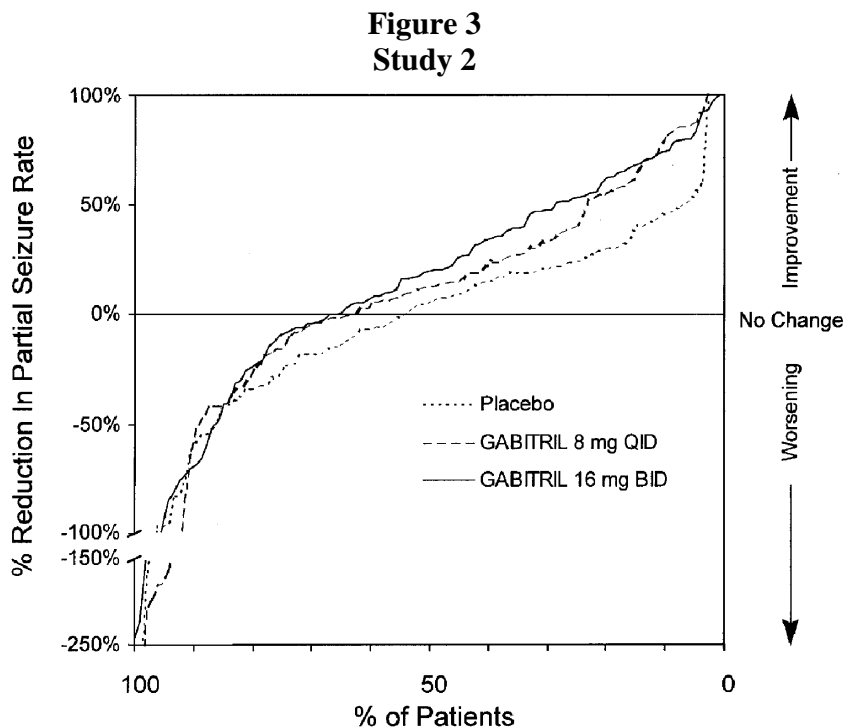 Figure 3
Study 2
% Reduction In Partial Seizure Rate
100%
50%
0%
-50%
-100%
-150%
-250%
100
50
0
% of Patients
Placebo
GABITRIL 8 mg QID
GABITRIL 16 mg BID
Improvement
No Change
Worsening